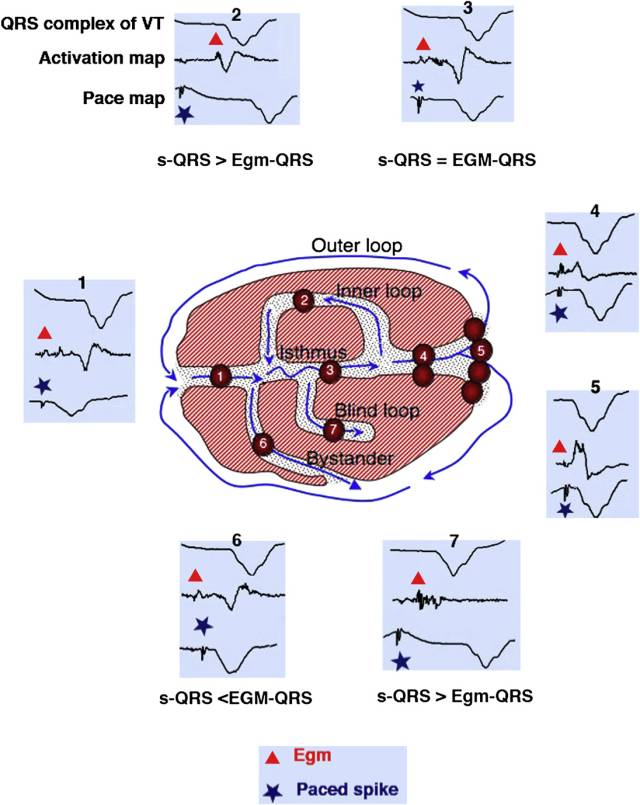 2
3
QRS complex of VT
Activation map
Pace map
s-QRS > Egm-QRS
s-QRS = EGM-QRS
4
Outer loop
1
2
Inner loop
Isthmus
1
3
4
5
5
Blind loop
7
6
Bystander
6
7
s-QRS <EGM-QRS
s-QRS > Egm-QRS
Egm
Paced spike